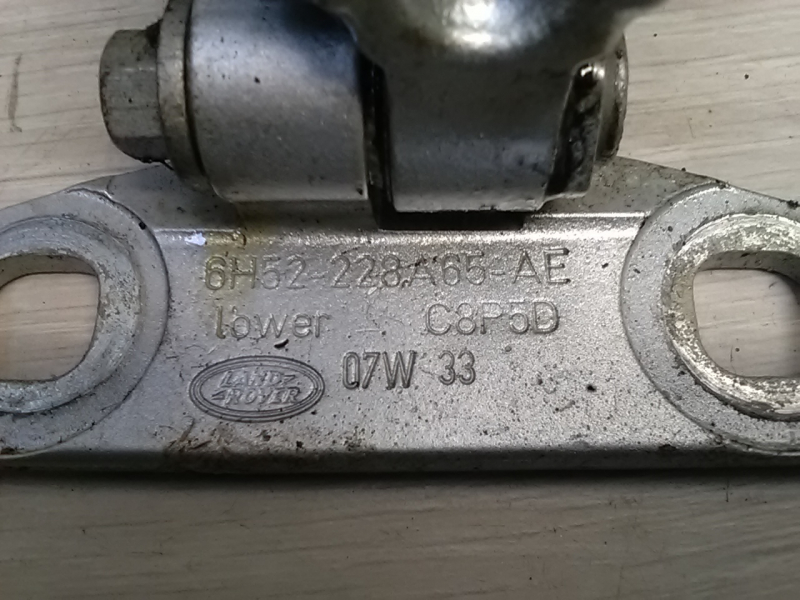 6H52-228A65-AE
lower C8P5D
LAND-
ROVER
07W 33